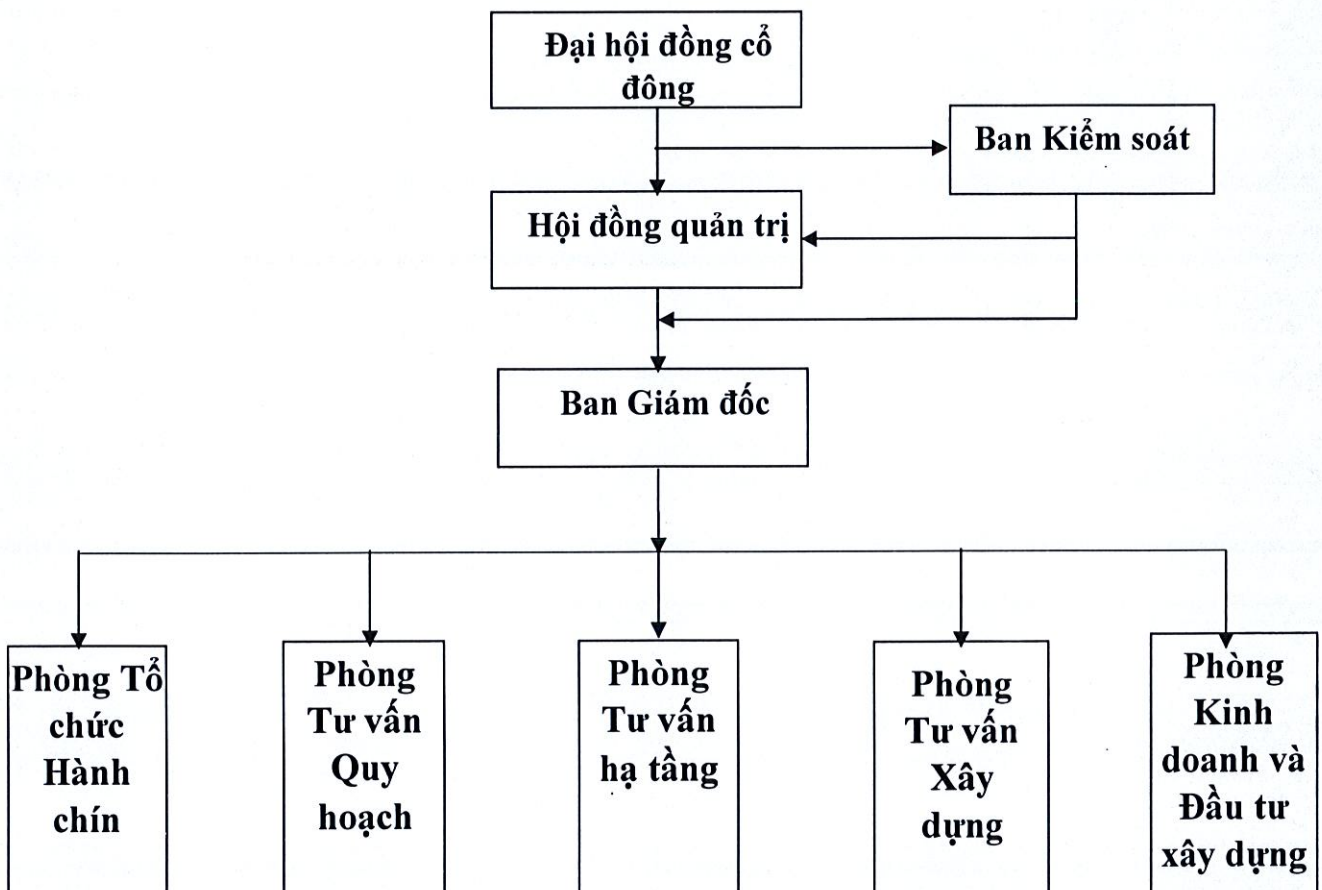 Đại hội đồng cổ
đông
Ban Kiểm soát
Hội đồng quản trị
Ban Giám đốc
Phòng Tổ
chức
Hành
chín
Phòng
Tư vấn
Quy
hoạch
Phòng
Tư vấn
hạ tầng
Phòng
Tư vấn
Xây
dựng
Phòng
Kinh
doanh và
Đầu tư
xây dựng